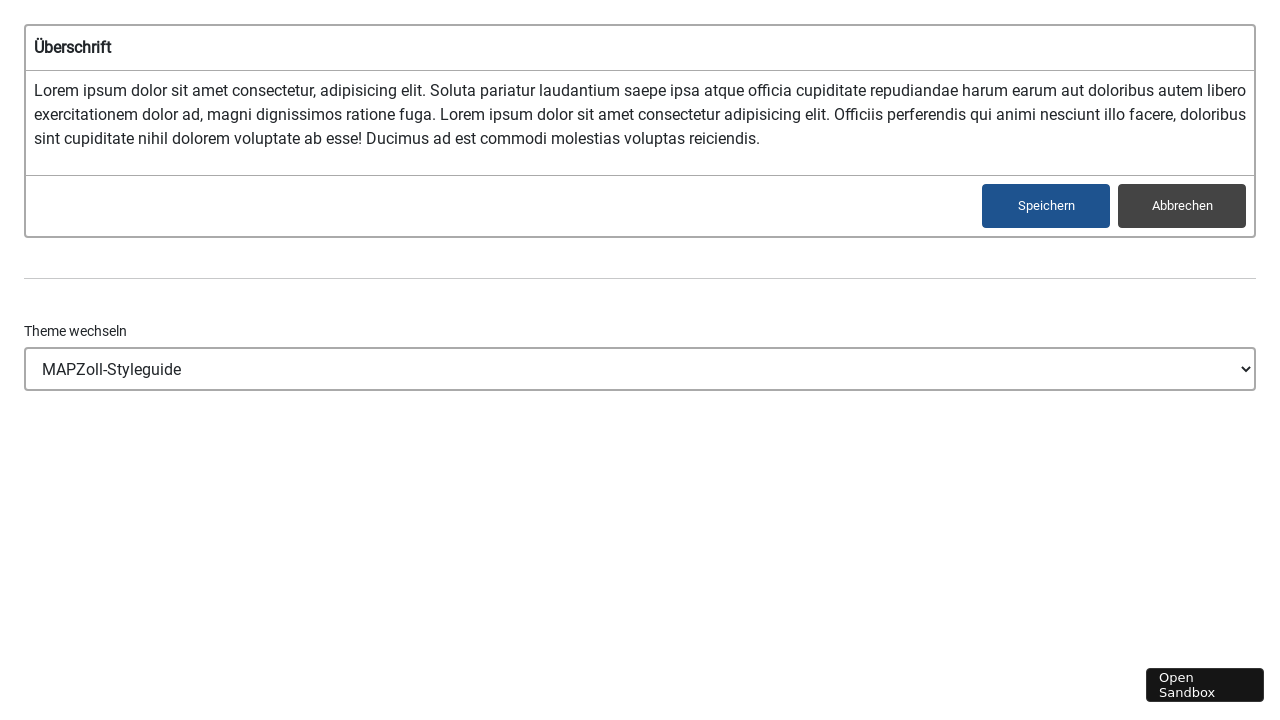 Überschrift
Lorem ipsum dolor sit amet consectetur, adipisicing elit. Soluta pariatur laudantium saepe ipsa atque officia cupiditate repudiandae harum earum aut doloribus autem libero
exercitationem dolor ad, magni dignissimos ratione fuga. Lorem ipsum dolor sit amet consectetur adipisicing elit. Officiis perferendis qui animi nesciunt illo facere, doloribus
sint cupiditate nihil dolorem voluptate ab esse! Ducimus ad est commodi molestias voluptas reiciendis.
Speichern
Abbrechen
Theme wechseln
MAPZoll-Styleguide
Open
Sandbox